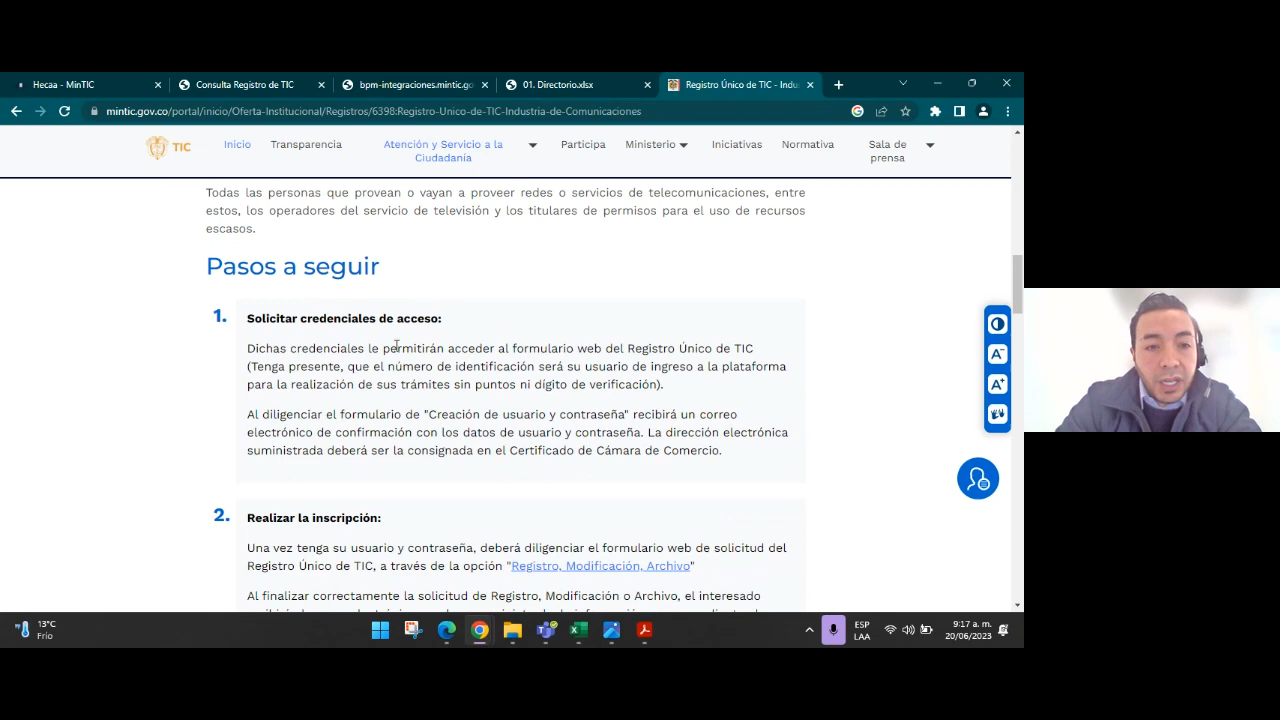 Hecaa - MinTIC
Consulta Registro de TIC
bpm-integraciones.mintic.go
01. Directorio.xlsx
Registro Único de TIC - Indu
mintic.gov.co/portal/inicio/Oferta-Institucional/Registros/6398:Registro-Unico-de-TIC-Industria-de-Comunicaciones
TIC
Inicio
Transparencia
Atención y Servicio a la
Ciudadanía
Participa
Ministerio
Iniciativas
Normativa
Sala de
prensa
Todas las personas que provean o vayan a proveer redes o servicios de telecomunicaciones, entre
estos, los operadores del servicio de televisión y los titulares de permisos para el uso de recursos
escasos.
Pasos a seguir
1.
Solicitar credenciales de acceso:
Dichas credenciales le permitirán acceder al formulario web del Registro Único de TIC
(Tenga presente, que el número de identificación será su usuario de ingreso a la plataforma
para la realización de sus trámites sin puntos ni dígito de verificación).
Al diligenciar el formulario de "Creación de usuario y contraseña" recibirá un correo
electrónico de confirmación con los datos de usuario y contraseña. La dirección electrónica
suministrada deberá ser la consignada en el Certificado de Cámara de Comercio.
2.
Realizar la inscripción:
Una vez tenga su usuario y contraseña, deberá diligenciar el formulario web de solicitud del
Registro Único de TIC, a través de la opción "Registro, Modificación, Archivo"
Al finalizar correctamente la solicitud de Registro, Modificación o Archivo, el interesado
A-
A+
13°C
Frío
ESP
LAA
9:17 a. m.
20/06/2023